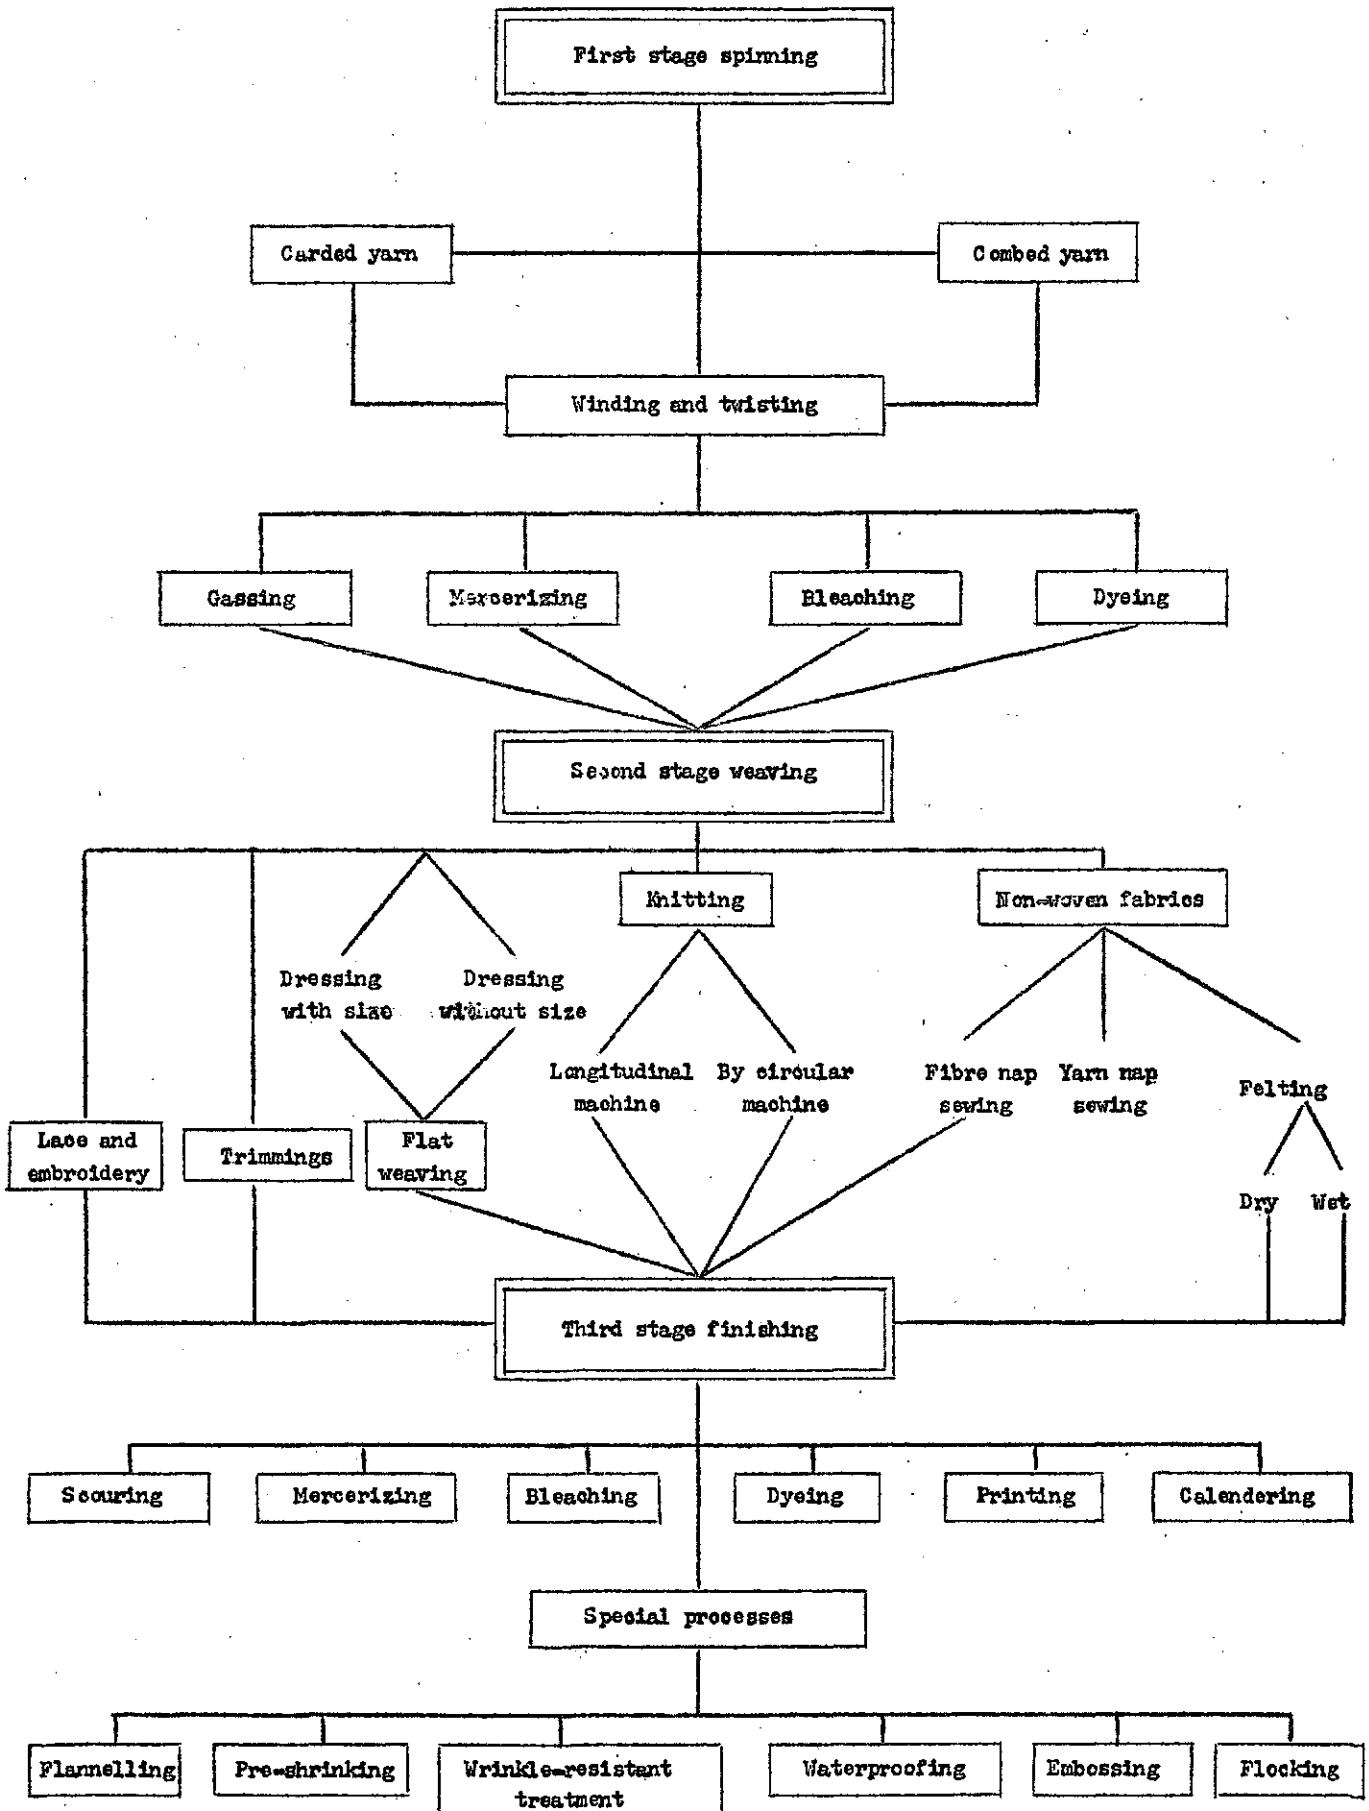 First stage spinning
Carded yarn
Combed yarn
Winding and twisting
Gassing
Mercerizing
Bleaching
Dyeing
Second stage weaving
Knitting
Non-woven fabrics
Dressing
with size
Dressing
without size
Longitudinal
machine
By circular
machine
Fibre nap
sewing
Yarn nap
sewing
Felting
Lace and
embroidery
Trimmings
Flat
weaving
Dry
Wet
Third stage finishing
Scouring
Mercerizing
Bleaching
Dyeing
Printing
Calendering
Special processes
Flannelling
Pre-shrinking
Wrinkle-resistant
treatment
Waterproofing
Embossing
Flocking